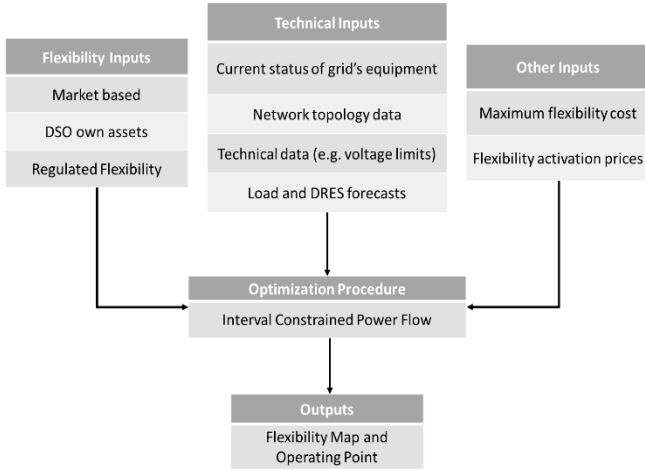 Flexibility Inputs
Market based
DSO own assets
Regulated Flexibility
Technical Inputs
Current status of grid's equipment
Network topology data
Technical data (e.g. voltage limits)
Load and DRES forecasts
Other Inputs
Maximum flexibility cost
Flexibility activation prices
Optimization Procedure
Interval Constrained Power Flow
Outputs
Flexibility Map and
Operating Point